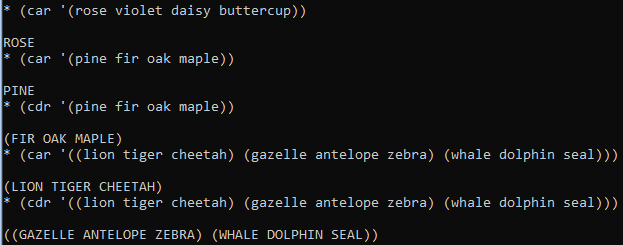 * (car '(rose violet daisy buttercup))
ROSE
* (car '(pine fir oak maple))
PINE
* (cdr '(pine fir oak maple))
(FIR OAK MAPLE)
* (car '((lion tiger cheetah) (gazelle antelope zebra) (whale dolphin seal)))
(LION TIGER CHEETAH)
* (cdr '((lion tiger cheetah) (gazelle antelope zebra) (whale dolphin seal)))
((GAZELLE ANTELOPE ZEBRA) (WHALE DOLPHIN SEAL))